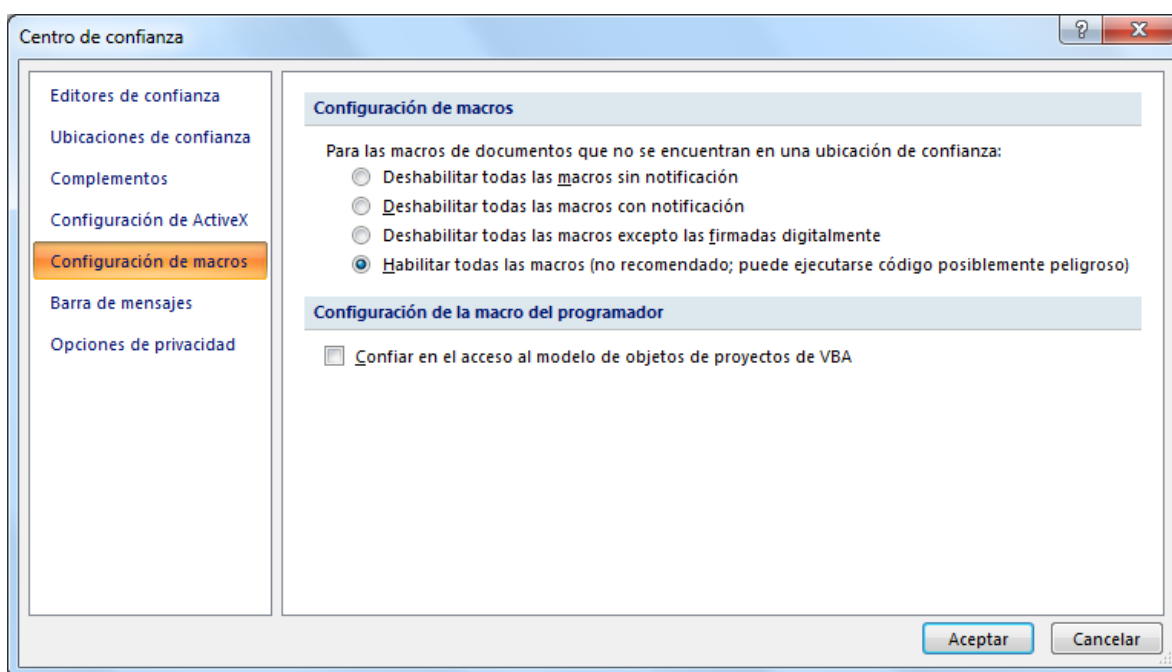 Centro de confianza
Editores de confianza
Ubicaciones de confianza
Complementos
Configuración de ActiveX
Configuración de macros
Barra de mensajes
Opciones de privacidad
Configuración de macros
Para las macros de documentos que no se encuentran en una ubicación de confianza:
Deshabilitar todas las macros sin notificación
Deshabilitar todas las macros con notificación
Deshabilitar todas las macros excepto las firmadas digitalmente
Habilitar todas las macros (no recomendado; puede ejecutarse código posiblemente peligroso)
Configuración de la macro del programador
Confiar en el acceso al modelo de objetos de proyectos de VBA
Aceptar
Cancelar